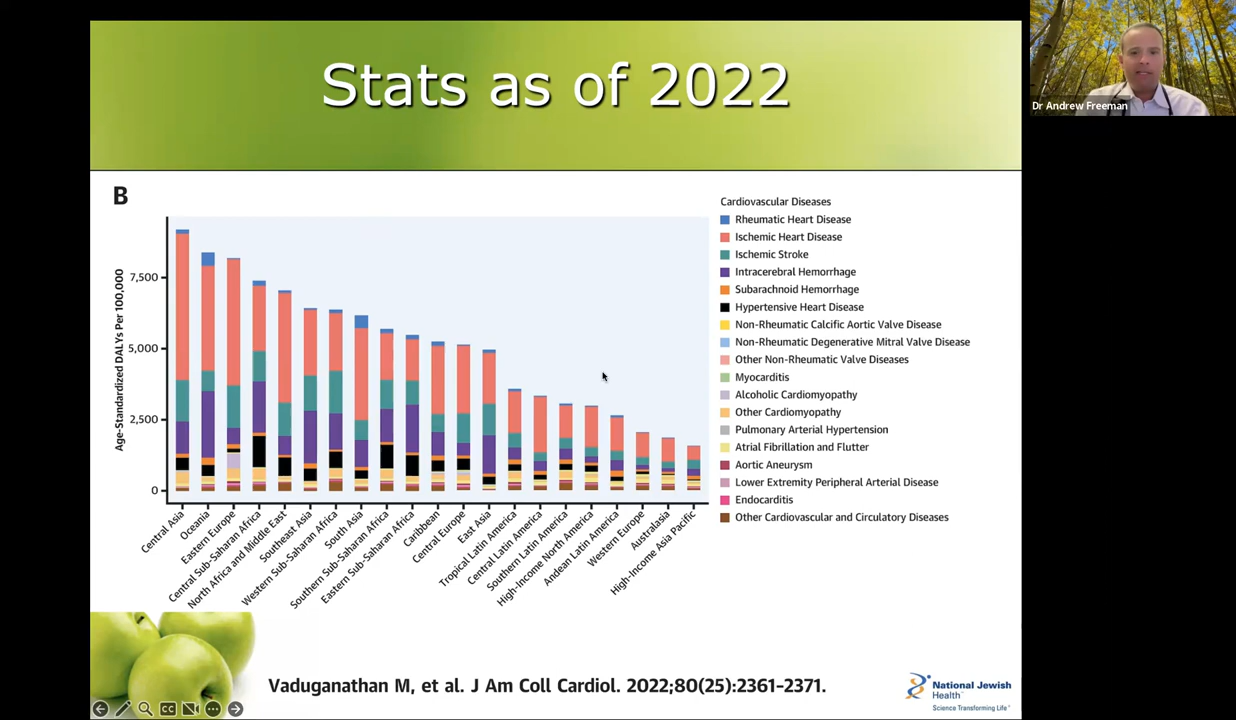 Stats as of 2022
Dr Andrew Freeman
B
Age-Standardized DALYs Per 100,000
7,500
5,000
2,500
0
Central Asia
Oceania
Eastern Europe
Central Sub-Saharan Africa
North Africa and Middle East
Southeast Asia
Western Sub-Saharan Africa
South Asia
Southern Sub-Saharan Africa
Eastern Sub-Saharan Africa
Caribbean
Central Europe
East Asia
Tropical Latin America
Central Latin America
Southern Latin America
High-Income North America
Andean Latin America
Western Europe
Australasia
High-Income Asia Pacific
Cardiovascular Diseases
Rheumatic Heart Disease
Ischemic Heart Disease
Ischemic Stroke
Intracerebral Hemorrhage
Subarachnoid Hemorrhage
Hypertensive Heart Disease
Non-Rheumatic Calcific Aortic Valve Disease
Non-Rheumatic Degenerative Mitral Valve Disease
Other Non-Rheumatic Valve Diseases
Myocarditis
Alcoholic Cardiomyopathy
Other Cardiomyopathy
Pulmonary Arterial Hypertension
Atrial Fibrillation and Flutter
Aortic Aneurysm
Lower Extremity Peripheral Arterial Disease
Endocarditis
Other Cardiovascular and Circulatory Diseases
Vaduganathan M, et al. J Am Coll Cardiol. 2022;80(25):2361-2371.
National Jewish
Health™
Science Transforming Life®
CC